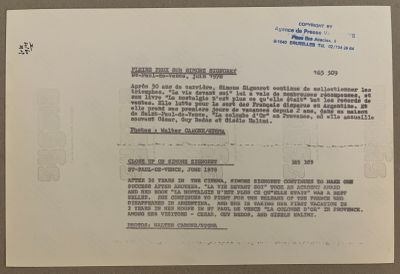 COPYRIGHT BY
Agence de Presse
BRUXELLES Tél. 02/734 29 84
PLEINS FEUX SUR SIMONE SIGNORET
165 309
St-PAUL-de-VENCE, juin 1978
Après 30 ans de carrière, Simone Signoret continue de collectionner les
triomphes. "La vie devant soi" lui a valu de nombreuses récompenses, et
son livre "La nostalgie n'est plus ce qu'elle était" bat les records de
ventes. Elle lutte pour le sort des Français disparus en Argentine. Et
elle prend ses premiers jours de vacances depuis 2 ans, dans sa maison
de Saint-Paul-de-Vence, "La colombe d'Or" en Provence, où elle accueille
souvent César, Guy Bedos et Gisèle Halimi.
Photos : Walter CARONE/SYGMA
CLOSE UP ON SIMONE SIGNORET
165 309
ST-PAUL-DE-VENCE, JUNE 1978
AFTER 30 YEARS IN THE CINEMA, SIMONE SIGNORET CONTINUES TO MAKE ONE
SUCCESS AFTER ANOTHER. "LA VIE DEVANT SOI" TOOK AN ACADEMY AWARD
AND HER BOOK "LA NOSTALGIE N'EST PLUS CE QU'ELLE ETAIT" WAS A BEST
SELLER. SHE CONTINUES TO FIGHT FOR THE RELEASE OF THE FRENCH WHO
DISAPPEARED IN ARGENTINA. AND SHE IS TAKING HER FIRST VACATION IN
2 YEARS IN HER HOUSE IN ST PAUL DE VENCE "LA COLOMBE D'OR" IN PROVENCE.
AMONG HER VISITORS - CESAR, GUY BEDOS, AND GISELE HALIMI.
PHOTOS: WALTER CARONE/SYGMA